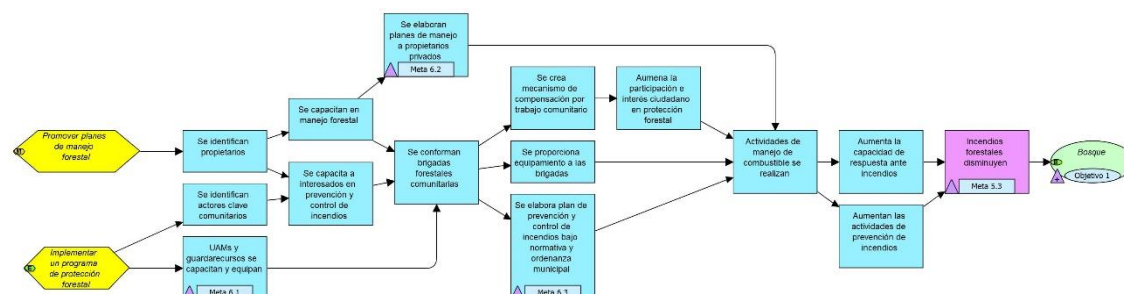 Promover planes
de manejo
forestal
Implementar
un programa
de protección
forestal
Se identifican
propietarios
Se identifican
actores clave
comunitarios
UAMs y
guardarecursos se
capacitan y equipan
Meta 6.1
Se capacitan en
manejo forestal
Se capacita a
interesados en
prevención y
control de
incendios
Se elaboran
planes de manejo
a propietarios
privados
Meta 6.2
Se conforman
brigadas
forestales
comunitarias
Se crea
mecanismo de
compensación por
trabajo comunitario
Se proporciona
equipamiento a las
brigadas
Se elabora plan de
prevención y
control de
incendios bajo
normativa y
ordenanza
municipal
Meta 6.3
Aumena la
participación e
interés ciudadano
en protección
forestal
Actividades de
manejo de
combustible se
realizan
Aumenta la
capacidad de
respuesta ante
incendios
Aumentan las
actividades de
prevención de
incendios
Incendios
forestales
disminuyen
Meta 5.3
Bosque
Objetivo 1